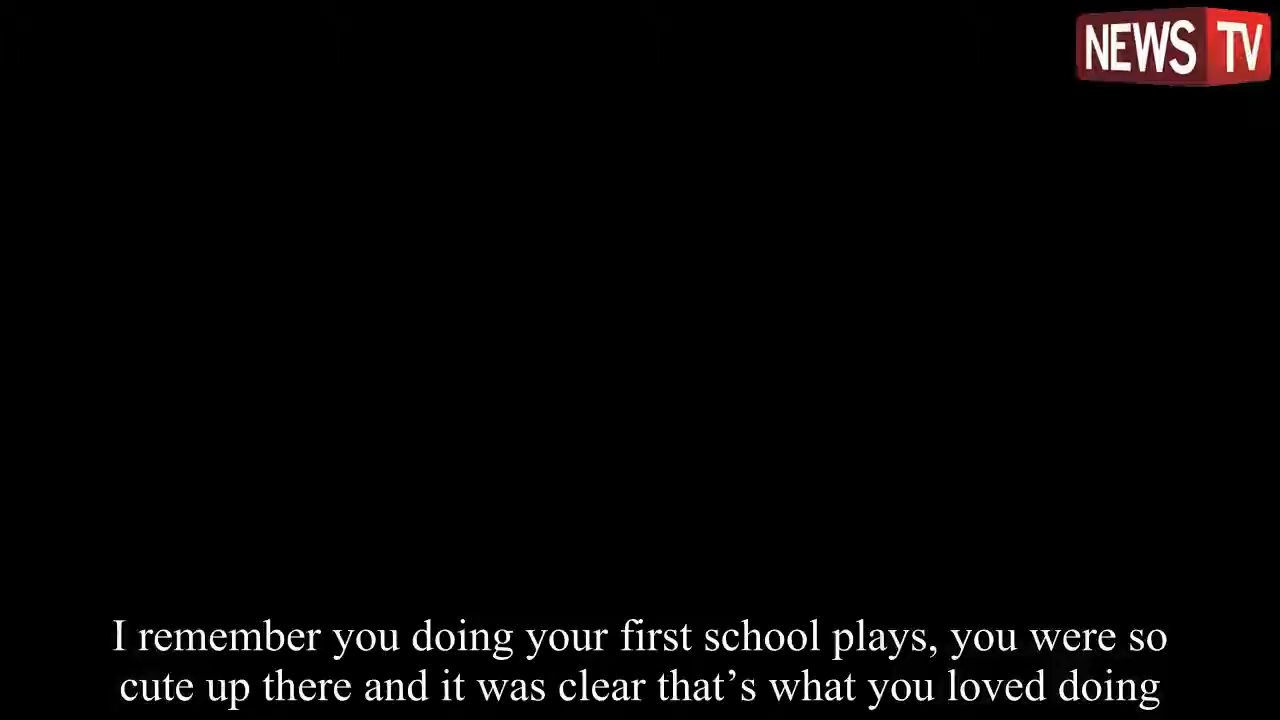 NEWS TV
I remember you doing your first school plays, you were so
cute up there and it was clear that’s what you loved doing